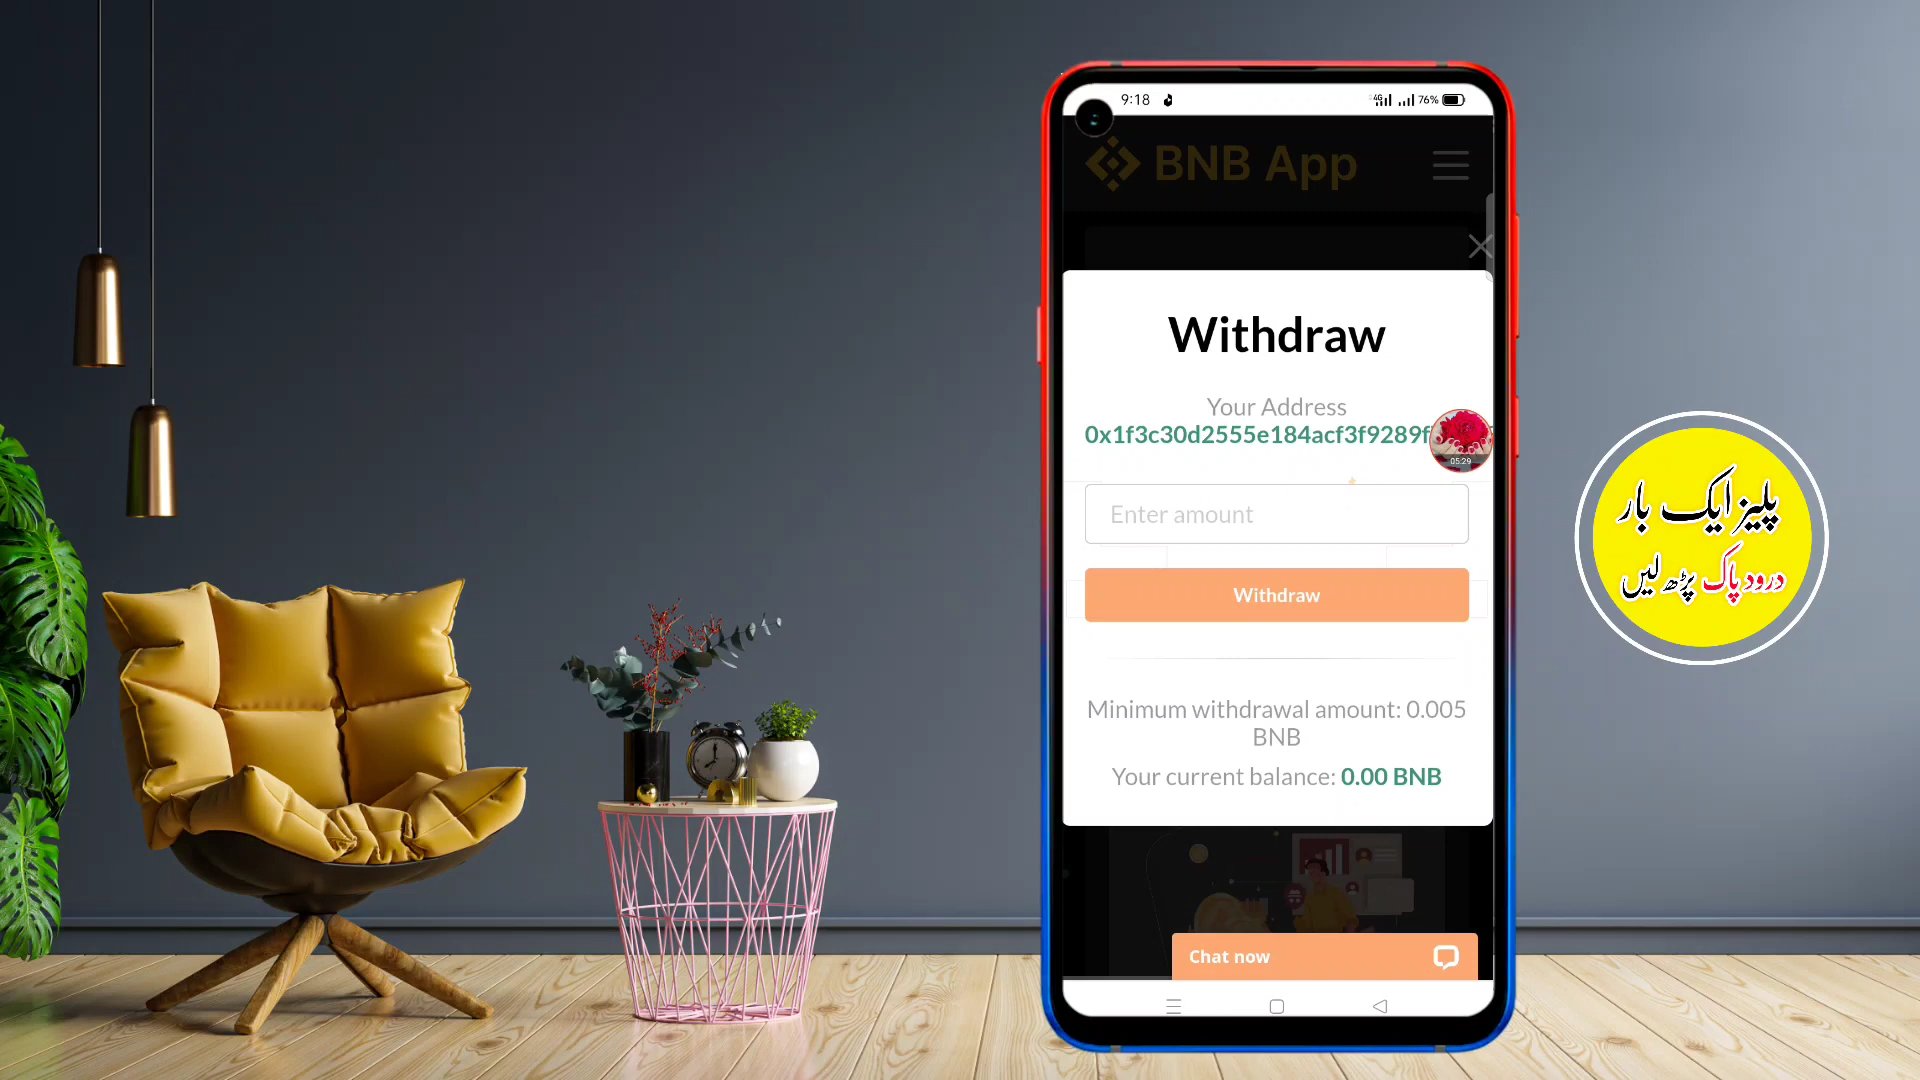 9:18
4G 76%
BNB App
Withdraw
Your Address
0x1f3c30d2555e184acf3f9289f
05:29
Enter amount
Withdraw
Minimum withdrawal amount: 0.005
BNB
Your current balance: 0.00 BNB
Chat now
پلیز ایک بار
درود پاک پڑھ لیں